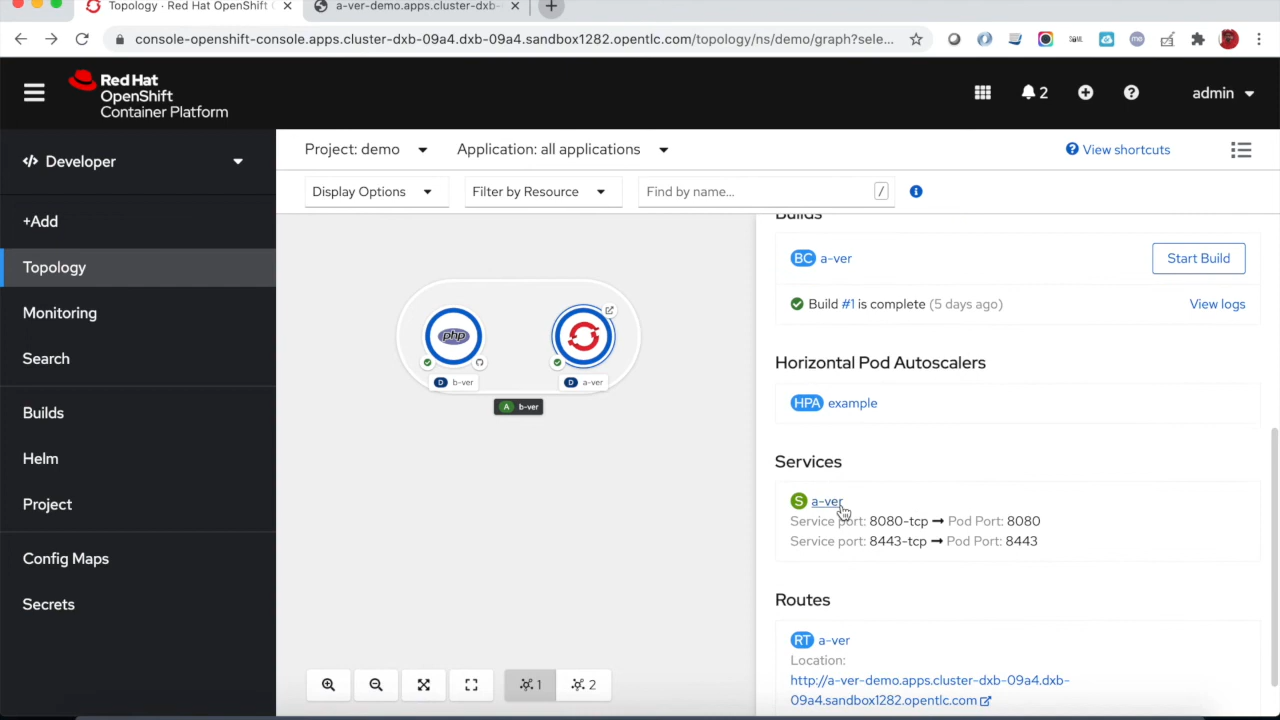 Topology · Red Hat OpenShift
a-ver-demo.apps.cluster-dxb-
console-openshift-console.apps.cluster-dxb-09a4.dxb-09a4.sandbox1282.opentlc.com/topology/ns/demo/graph?sele...
Red Hat
OpenShift
Container Platform
2
admin
Developer
Project: demo
Application: all applications
View shortcuts
Display Options
Filter by Resource
Find by name...
/
+Add
Topology
Monitoring
Search
Builds
Helm
Project
Config Maps
Secrets
php
D b-ver
D a-ver
A b-ver
1
2
Builds
BC a-ver
Start Build
Build #1 is complete (5 days ago)
View logs
Horizontal Pod Autoscalers
HPA example
Services
S a-ver
Service port: 8080-tcp → Pod Port: 8080
Service port: 8443-tcp → Pod Port: 8443
Routes
RT a-ver
Location:
http://a-ver-demo.apps.cluster-dxb-09a4.dxb-
09a4.sandbox1282.opentlc.com